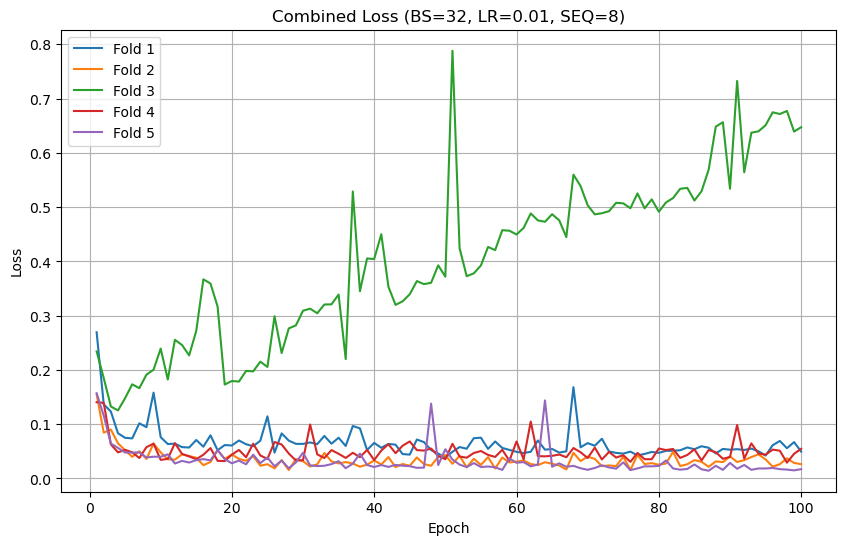 Combined Loss (BS=32, LR=0.01, SEQ=8)
Fold 1
Fold 2
Fold 3
Fold 4
Fold 5
Loss
0.8
0.7
0.6
0.5
0.4
0.3
0.2
0.1
0.0
0 20 40 60 80 100
Epoch